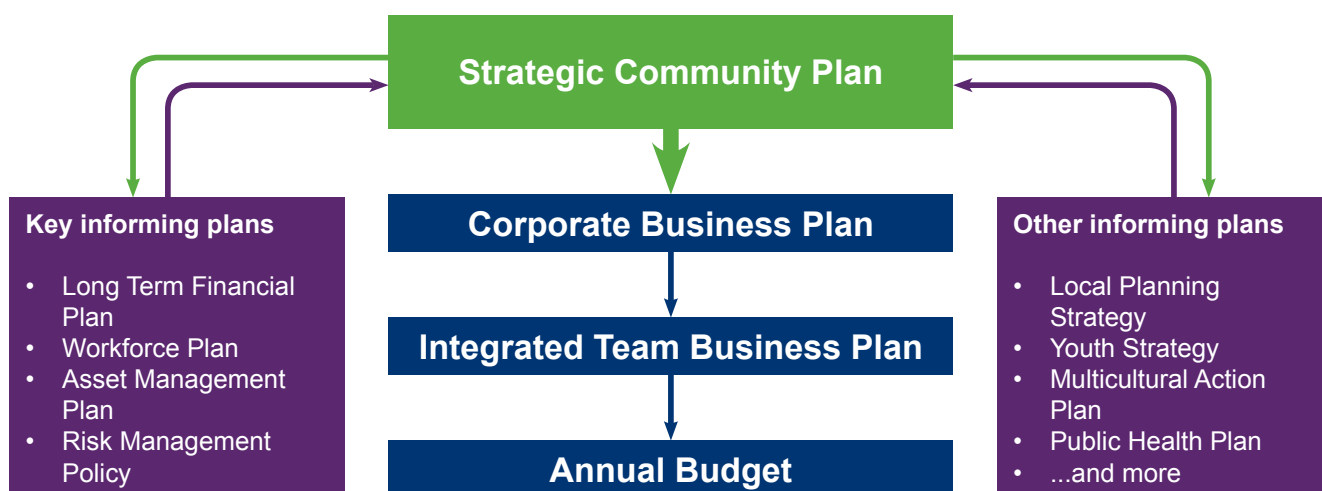 Strategic Community Plan
Key informing plans
• Long Term Financial
Plan
• Workforce Plan
• Asset Management
Plan
• Risk Management
Policy
Corporate Business Plan
Integrated Team Business Plan
Annual Budget
Other informing plans
• Local Planning
Strategy
• Youth Strategy
• Multicultural Action
Plan
• Public Health Plan
• ...and more